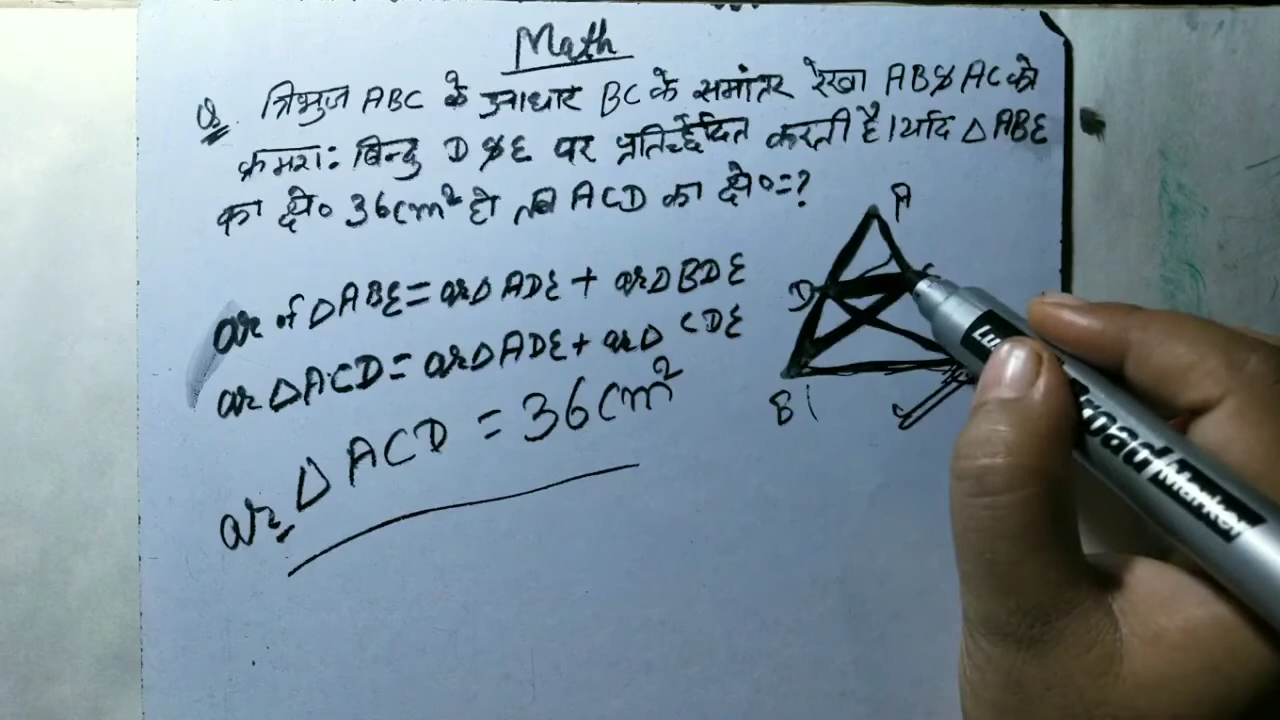 Math
Q. त्रिभुज ABC के आधार BC के समांतर रेखा AB & AC को
क्रमशः बिन्दु D & E पर प्रतिच्छेदित करती है। यदि △ ABE
का क्षे० 36cm² हो तब ACD का क्षे०=?
ar of △ABE = ar△ ADE + ar△ BDE
ar △ACD = ar△ADE + ar△ CDE
ar △ ACD = 36cm²
A
D
B
Broad
Marker